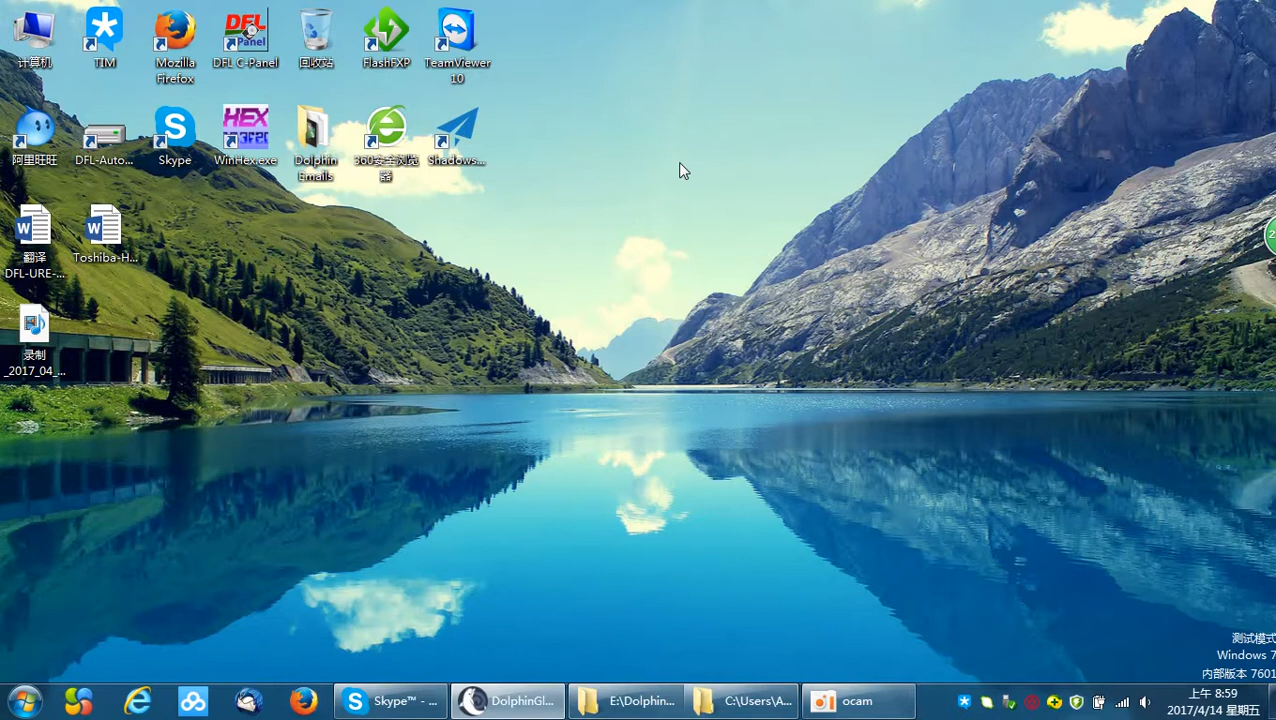 计算机
TIM
Mozilla
Firefox
DFL
Panel
DFL C-Panel
回收站
FlashFXP
TeamViewer
10
阿里旺旺
DFL-Auto...
S
Skype
HEX
WinHex.exe
Dolphin
Emails
360安全浏览
器
Shadows...
W
翻译
DFL-URE-...
W
Toshiba-H...
录制
_2017_04_...
2
测试模式
Windows 7
内部版本 7601
S
Skype™ - ...
DolphinGl...
E:\Dolphin...
C:\Users\A...
ocam
上午 8:59
2017/4/14 星期五